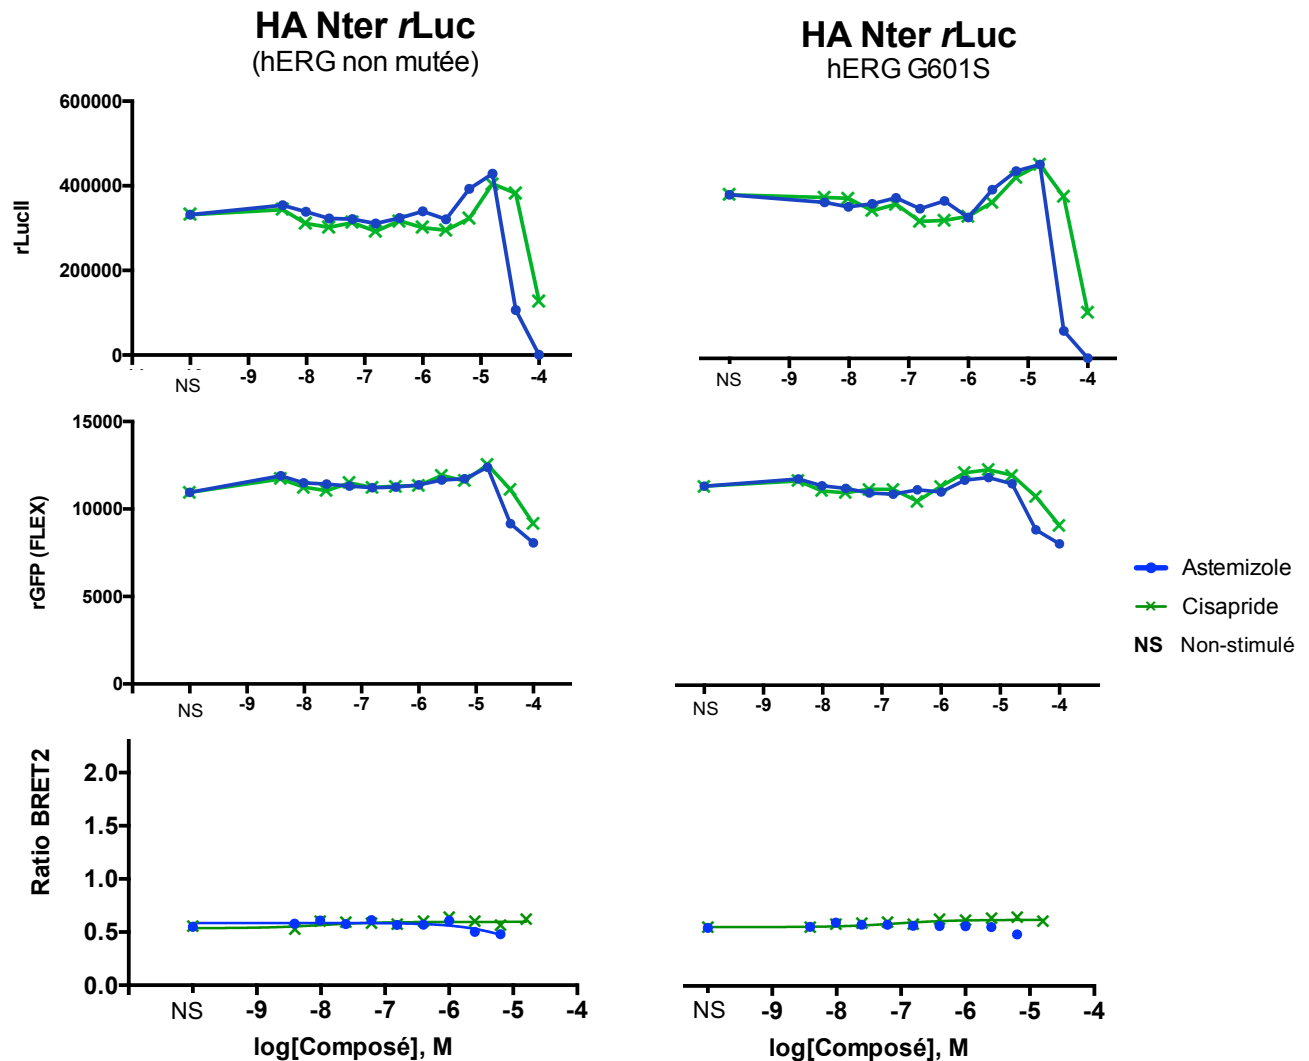 HA Nter rLuc
(hERG non mutée)
HA Nter rLuc
hERG G601S
rLucII
600000
400000
200000
0
NS -9 -8 -7 -6 -5 -4
NS -9 -8 -7 -6 -5 -4
rGFP (FLEX)
15000
10000
5000
0
NS -9 -8 -7 -6 -5 -4
NS -9 -8 -7 -6 -5 -4
Astemizole
Cisapride
NS Non-stimulé
Ratio BRET2
2.0
1.5
1.0
0.5
0.0
NS -9 -8 -7 -6 -5 -4
NS -9 -8 -7 -6 -5 -4
log[Composé], M
log[Composé], M